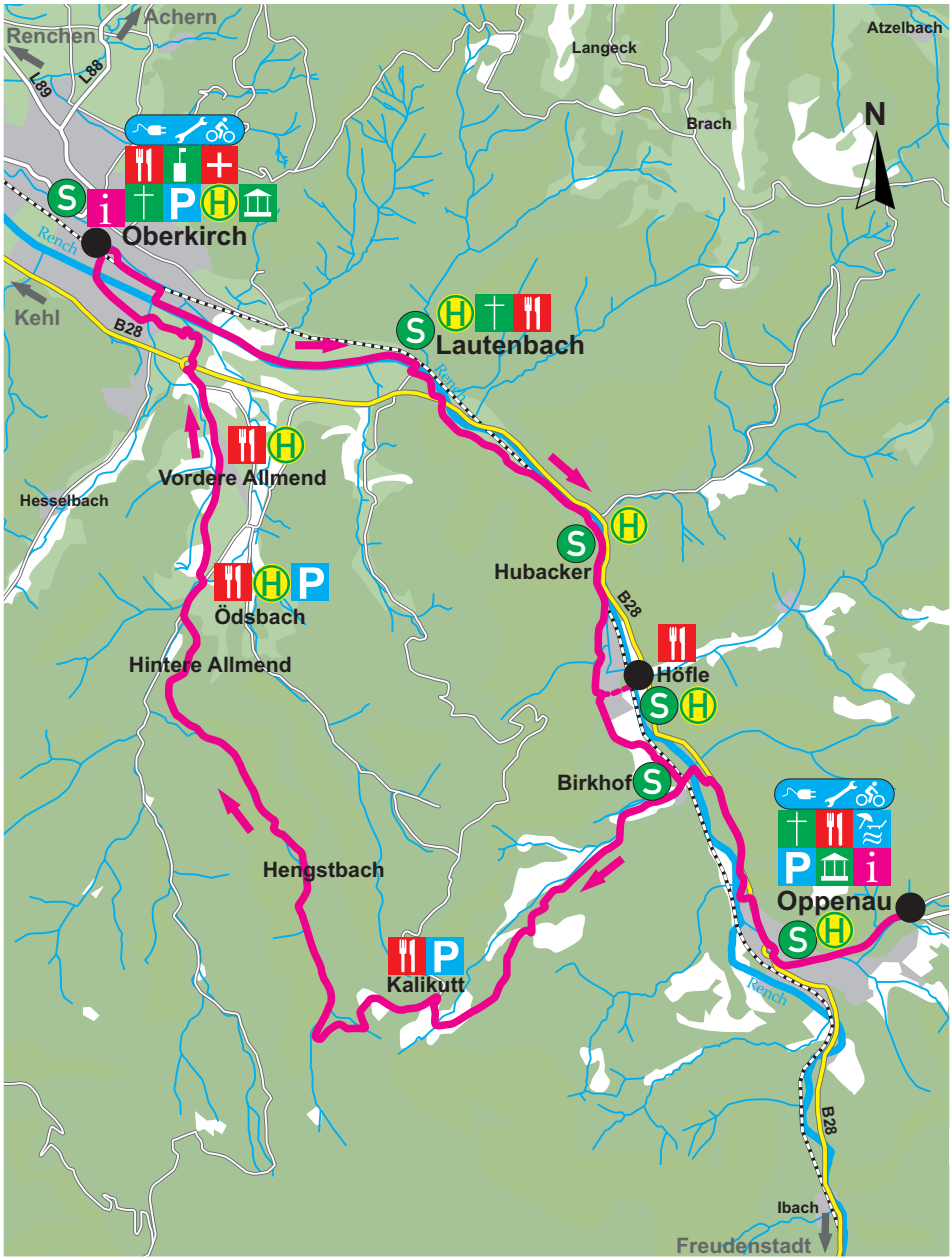 Achern
Renchen
Atzelbach
Langeck
L89
L88
Brach
N
S
i
P
H
Oberkirch
Rench
Kehl
B28
S
H
Lautenbach
Rench
H
Vordere Allmend
Hesselbach
H
S
Hubacker
H
P
Ödsbach
B28
Hintere Allmend
Höfle
S
H
Birkhof
S
P
i
Hengstbach
Oppenau
S
H
P
Kalikutt
Rench
B28
Ibach
Freudenstadt